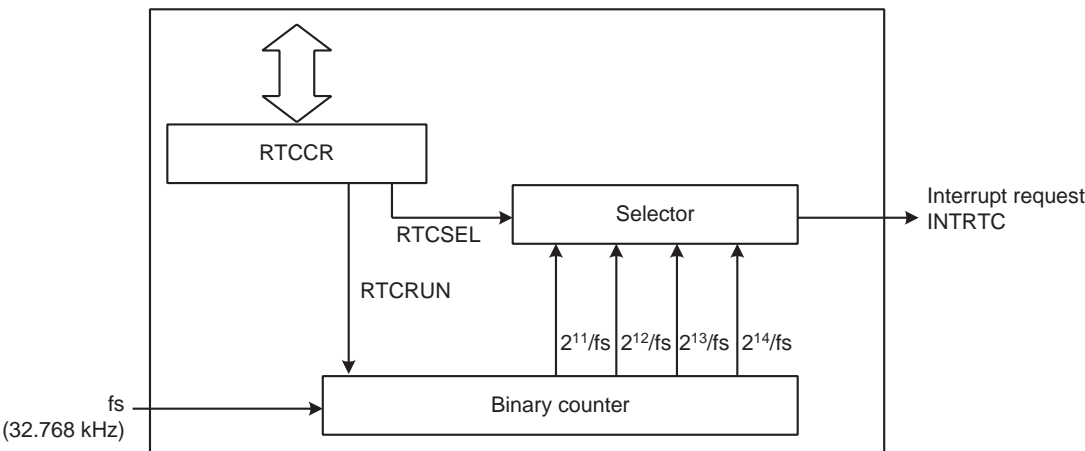 RTCCR
Selector
Interrupt request
INTRTC
RTCSEL
RTCRUN
2¹¹/fs 2¹²/fs 2¹³/fs 2¹⁴/fs
fs
(32.768 kHz)
Binary counter